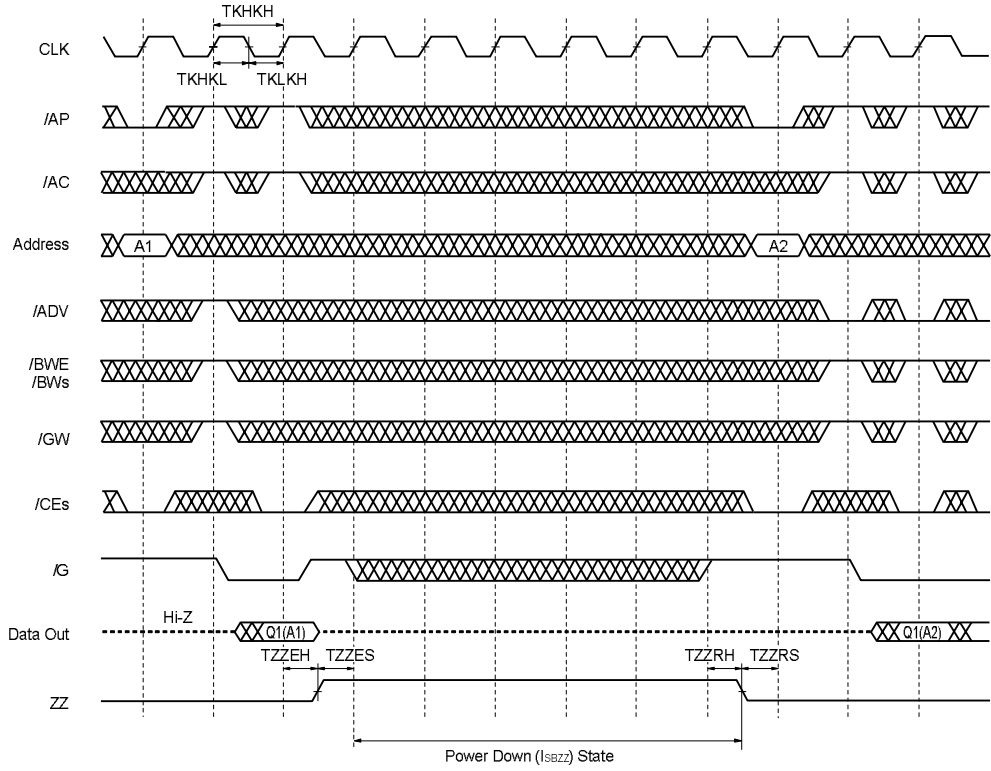 TKHKH
CLK
TKHKL TKLKH
/AP
/AC
Address A1 A2
/ADV
/BWE
/BWs
/GW
/CEs
/G
Hi-Z
Data Out Q1(A1) Q1(A2)
TZZEH TZZES TZZRH TZZRS
ZZ
Power Down (ISBZZ) State